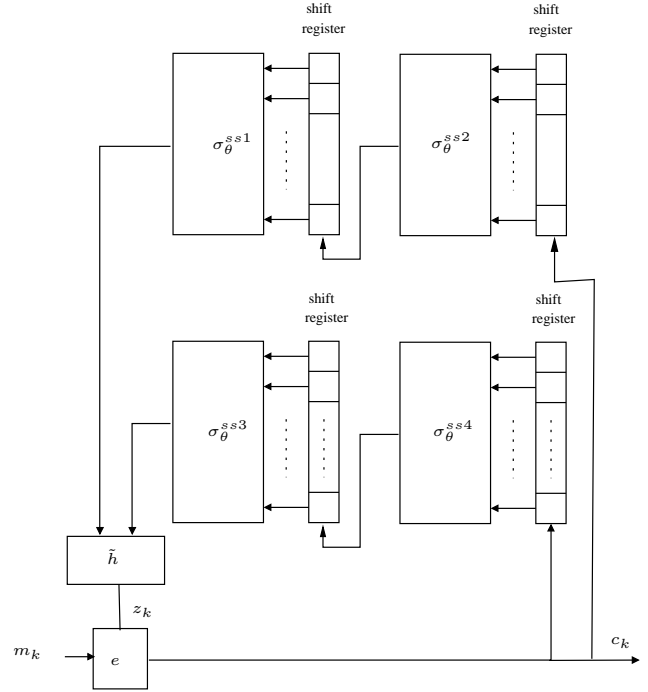 shift
register
shift
register
σ_θ^{ss1}
σ_θ^{ss2}
shift
register
shift
register
σ_θ^{ss3}
σ_θ^{ss4}
h̃
z_k
m_k
e
c_k